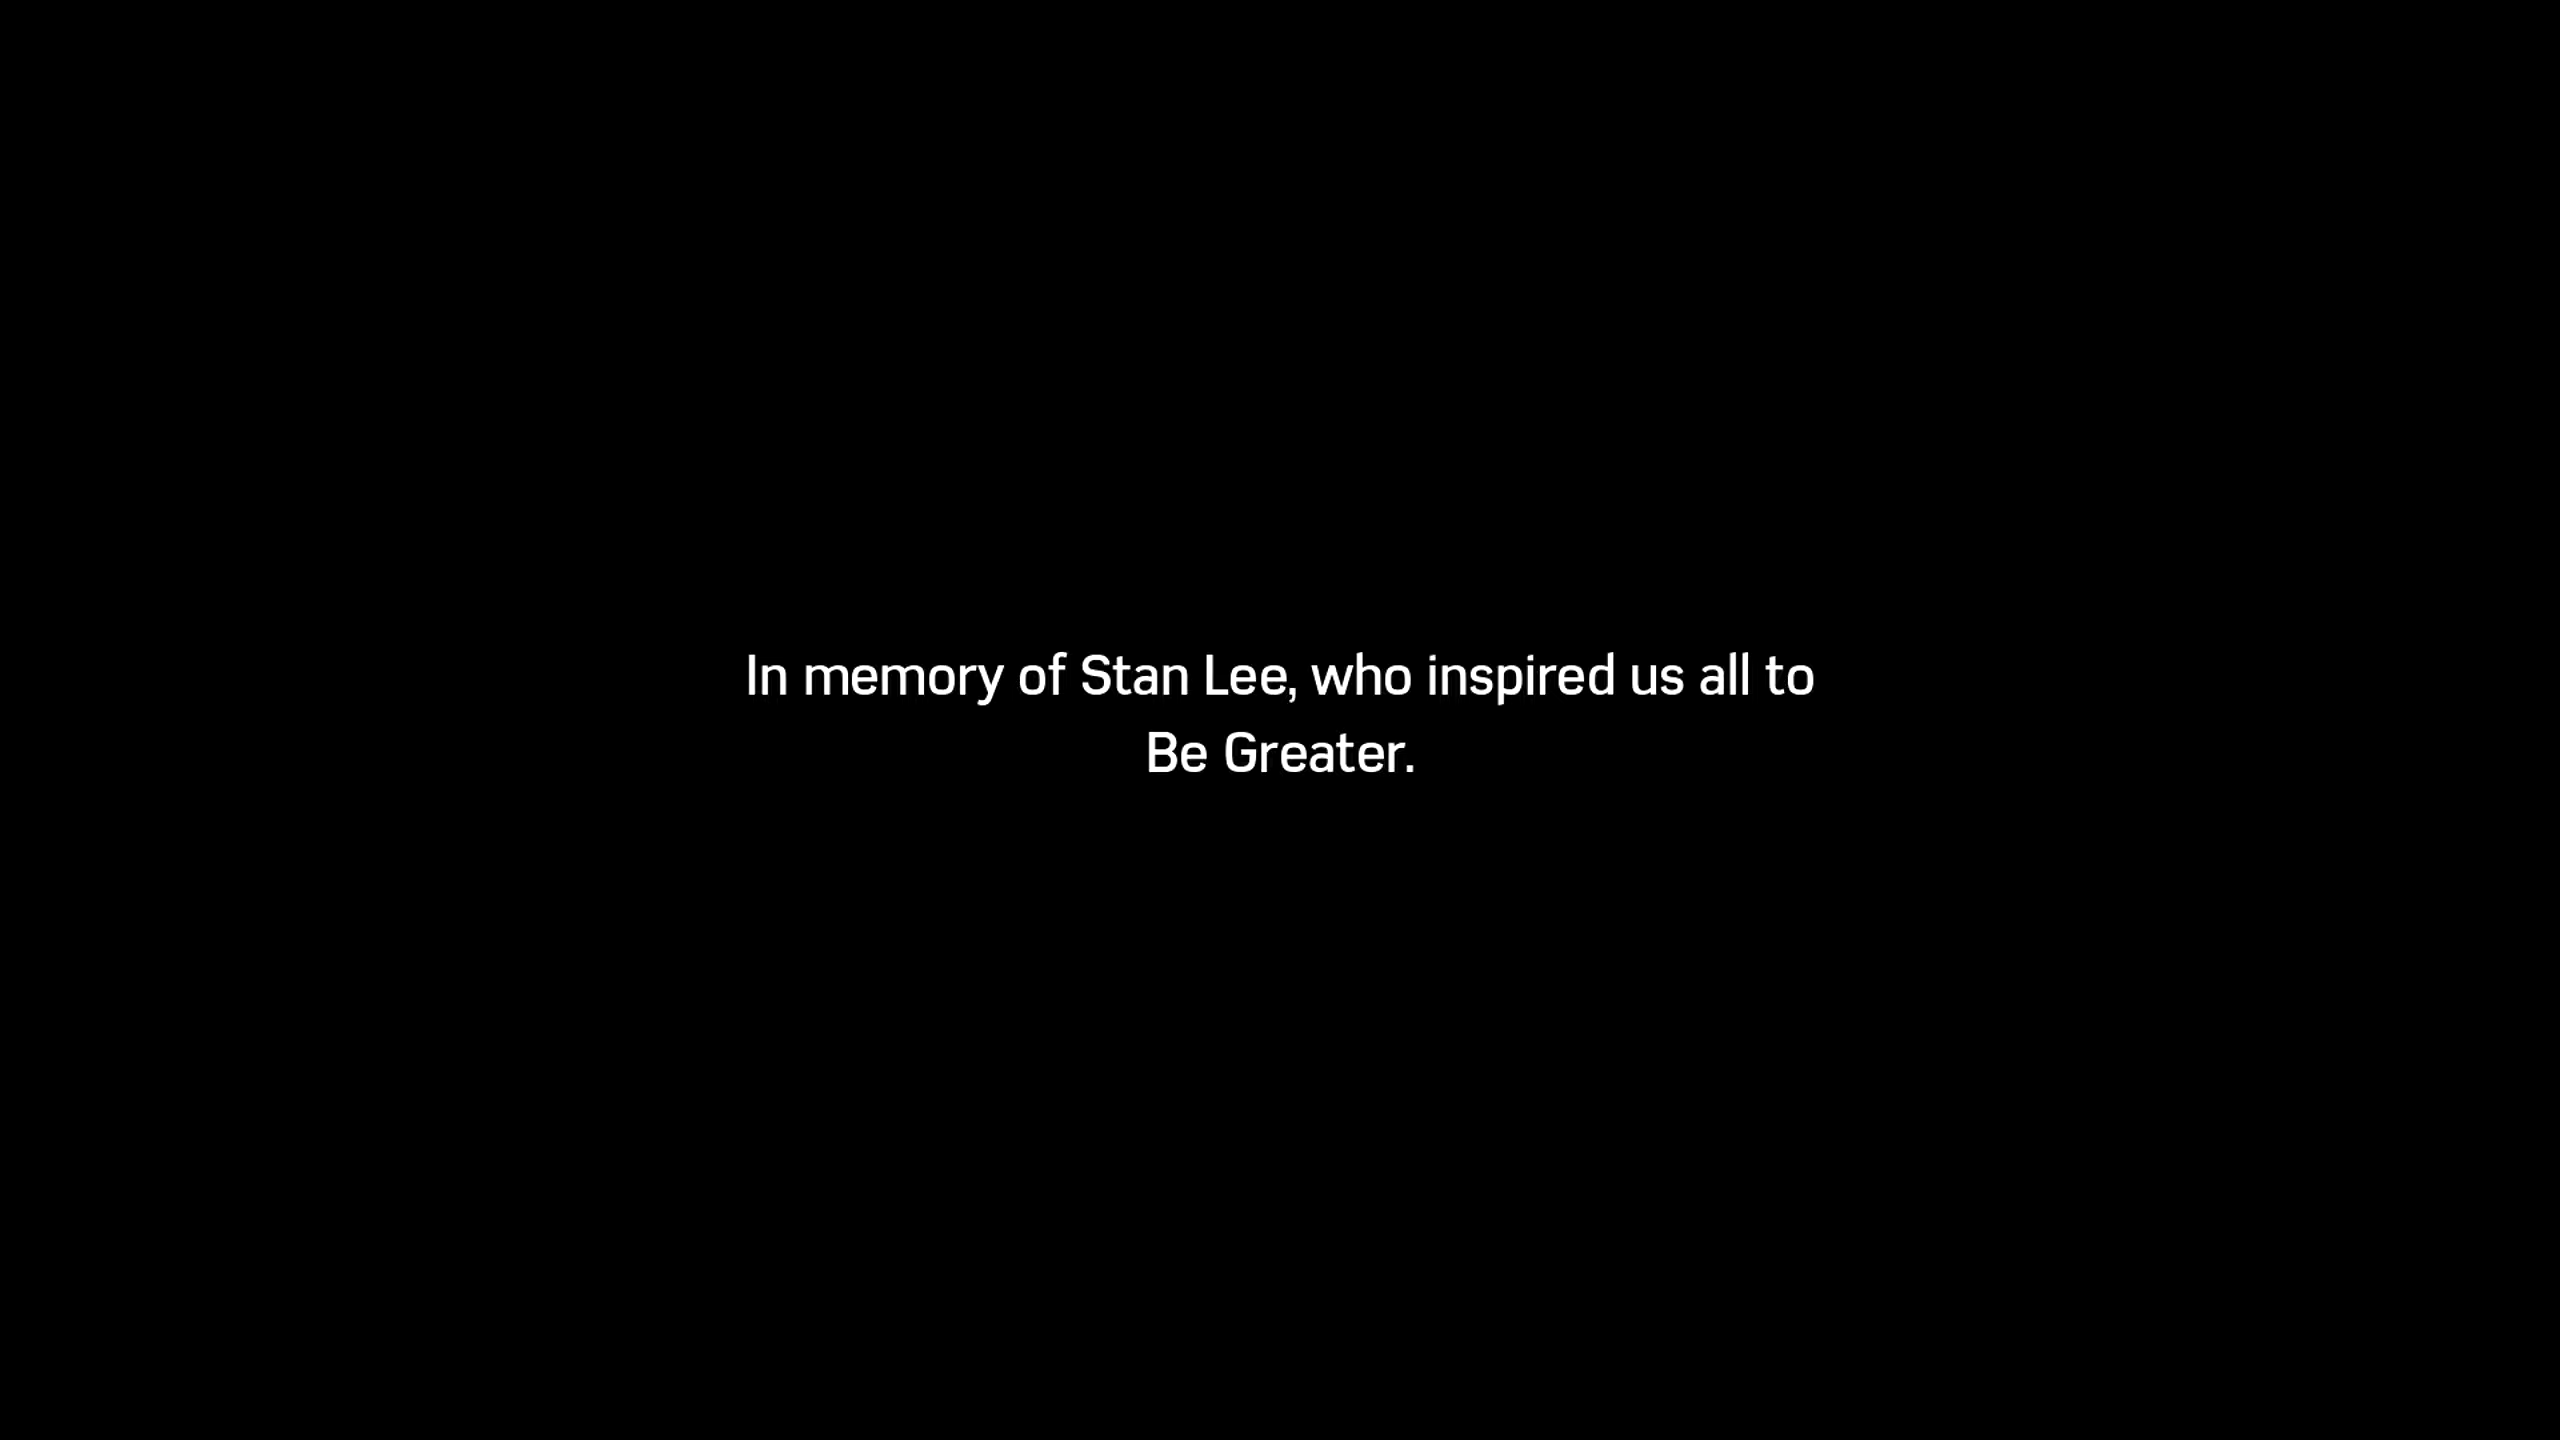 In memory of Stan Lee, who inspired us all to
Be Greater.